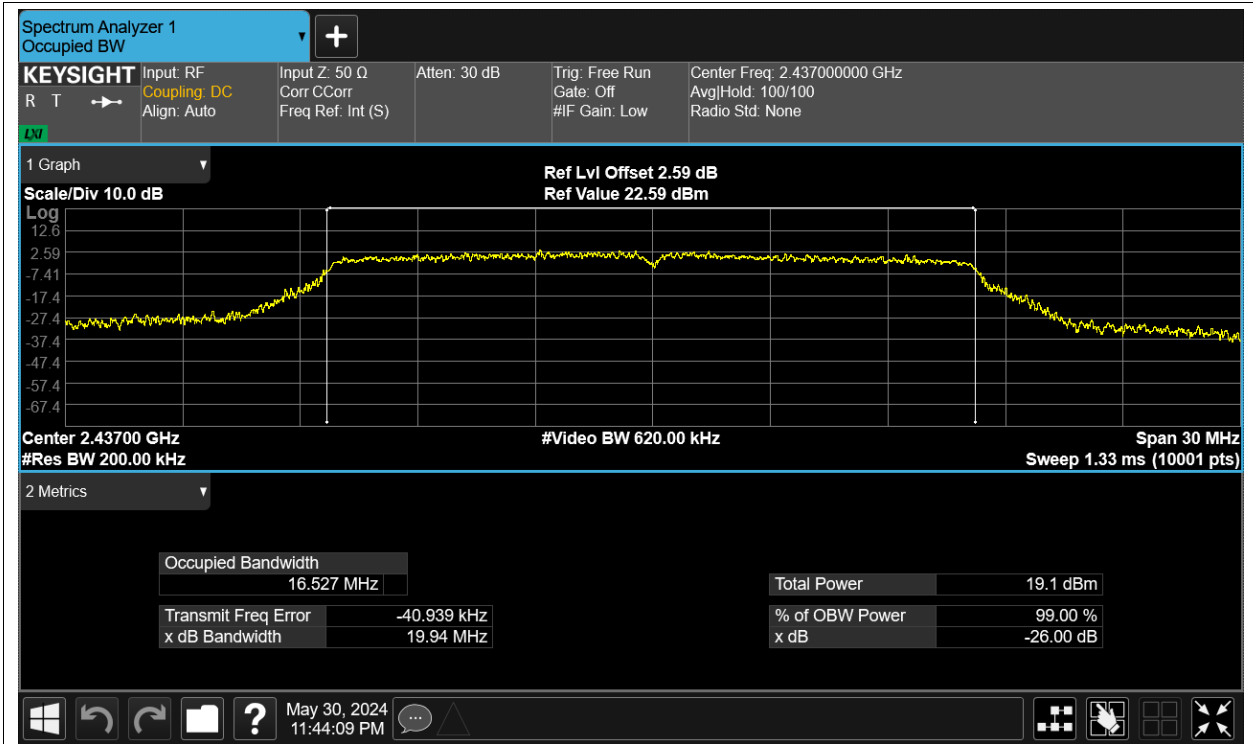 Spectrum Analyzer 1
Occupied BW
KEYSIGHT
R T
LXI
Input: RF
Coupling: DC
Align: Auto
Input Z: 50 Ω
Corr CCorr
Freq Ref: Int (S)
Atten: 30 dB
Trig: Free Run
Gate: Off
#IF Gain: Low
Center Freq: 2.437000000 GHz
Avg|Hold: 100/100
Radio Std: None
1 Graph
Scale/Div 10.0 dB
Ref Lvl Offset 2.59 dB
Ref Value 22.59 dBm
Log
12.6
2.59
-7.41
-17.4
-27.4
-37.4
-47.4
-57.4
-67.4
Center 2.43700 GHz
#Res BW 200.00 kHz
#Video BW 620.00 kHz
Span 30 MHz
Sweep 1.33 ms (10001 pts)
2 Metrics
Occupied Bandwidth
16.527 MHz
Transmit Freq Error -40.939 kHz
x dB Bandwidth 19.94 MHz
Total Power 19.1 dBm
% of OBW Power 99.00 %
x dB -26.00 dB
?
May 30, 2024
11:44:09 PM